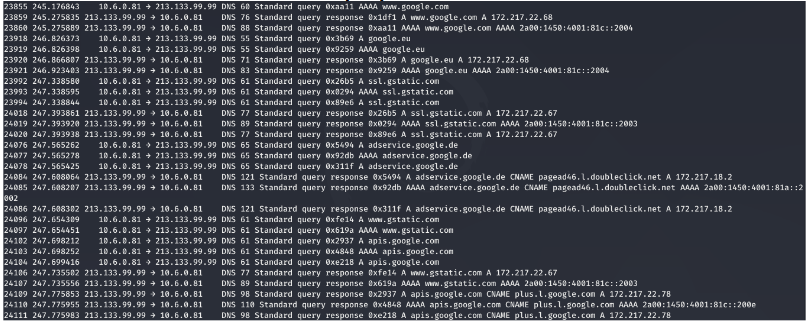 23855 245.176843 10.6.0.81 → 213.133.99.99 DNS 60 Standard query 0xaa11 AAAA www.google.com
23859 245.275835 213.133.99.99 → 10.6.0.81 DNS 76 Standard query response 0x1df1 A www.google.com A 172.217.22.68
23860 245.275889 213.133.99.99 → 10.6.0.81 DNS 88 Standard query response 0xaa11 AAAA www.google.com AAAA 2a00:1450:4001:81c::2004
23918 246.826373 10.6.0.81 → 213.133.99.99 DNS 55 Standard query 0x3b69 A google.eu
23919 246.826398 10.6.0.81 → 213.133.99.99 DNS 55 Standard query 0x9259 AAAA google.eu
23920 246.866807 213.133.99.99 → 10.6.0.81 DNS 71 Standard query response 0x3b69 A google.eu A 172.217.22.68
23921 246.923403 213.133.99.99 → 10.6.0.81 DNS 83 Standard query response 0x9259 AAAA google.eu AAAA 2a00:1450:4001:81c::2004
23992 247.338580 10.6.0.81 → 213.133.99.99 DNS 61 Standard query 0x26b5 A ssl.gstatic.com
23993 247.338595 10.6.0.81 → 213.133.99.99 DNS 61 Standard query 0x0294 AAAA ssl.gstatic.com
23994 247.338844 10.6.0.81 → 213.133.99.99 DNS 61 Standard query 0x89e6 A ssl.gstatic.com
24018 247.393861 213.133.99.99 → 10.6.0.81 DNS 77 Standard query response 0x26b5 A ssl.gstatic.com A 172.217.22.67
24019 247.393920 213.133.99.99 → 10.6.0.81 DNS 89 Standard query response 0x0294 AAAA ssl.gstatic.com AAAA 2a00:1450:4001:81c::2003
24020 247.393938 213.133.99.99 → 10.6.0.81 DNS 77 Standard query response 0x89e6 A ssl.gstatic.com A 172.217.22.67
24076 247.565262 10.6.0.81 → 213.133.99.99 DNS 65 Standard query 0x5494 A adservice.google.de
24077 247.565278 10.6.0.81 → 213.133.99.99 DNS 65 Standard query 0x92db AAAA adservice.google.de
24078 247.565425 10.6.0.81 → 213.133.99.99 DNS 65 Standard query 0x311f A adservice.google.de
24084 247.608064 213.133.99.99 → 10.6.0.81 DNS 121 Standard query response 0x5494 A adservice.google.de CNAME pagead46.l.doubleclick.net A 172.217.18.2
24085 247.608207 213.133.99.99 → 10.6.0.81 DNS 133 Standard query response 0x92db AAAA adservice.google.de CNAME pagead46.l.doubleclick.net AAAA 2a00:1450:4001:81a::2
002
24086 247.608302 213.133.99.99 → 10.6.0.81 DNS 121 Standard query response 0x311f A adservice.google.de CNAME pagead46.l.doubleclick.net A 172.217.18.2
24096 247.654309 10.6.0.81 → 213.133.99.99 DNS 61 Standard query 0xfe14 A www.gstatic.com
24097 247.654451 10.6.0.81 → 213.133.99.99 DNS 61 Standard query 0x619a AAAA www.gstatic.com
24102 247.698212 10.6.0.81 → 213.133.99.99 DNS 61 Standard query 0x2937 A apis.google.com
24103 247.698252 10.6.0.81 → 213.133.99.99 DNS 61 Standard query 0x4848 AAAA apis.google.com
24104 247.699416 10.6.0.81 → 213.133.99.99 DNS 61 Standard query 0xe218 A apis.google.com
24106 247.735502 213.133.99.99 → 10.6.0.81 DNS 77 Standard query response 0xfe14 A www.gstatic.com A 172.217.22.67
24107 247.735556 213.133.99.99 → 10.6.0.81 DNS 89 Standard query response 0x619a AAAA www.gstatic.com AAAA 2a00:1450:4001:81c::2003
24109 247.775853 213.133.99.99 → 10.6.0.81 DNS 98 Standard query response 0x2937 A apis.google.com CNAME plus.l.google.com A 172.217.22.78
24110 247.775955 213.133.99.99 → 10.6.0.81 DNS 110 Standard query response 0x4848 AAAA apis.google.com CNAME plus.l.google.com AAAA 2a00:1450:4001:81c::200e
24111 247.775983 213.133.99.99 → 10.6.0.81 DNS 98 Standard query response 0xe218 A apis.google.com CNAME plus.l.google.com A 172.217.22.78